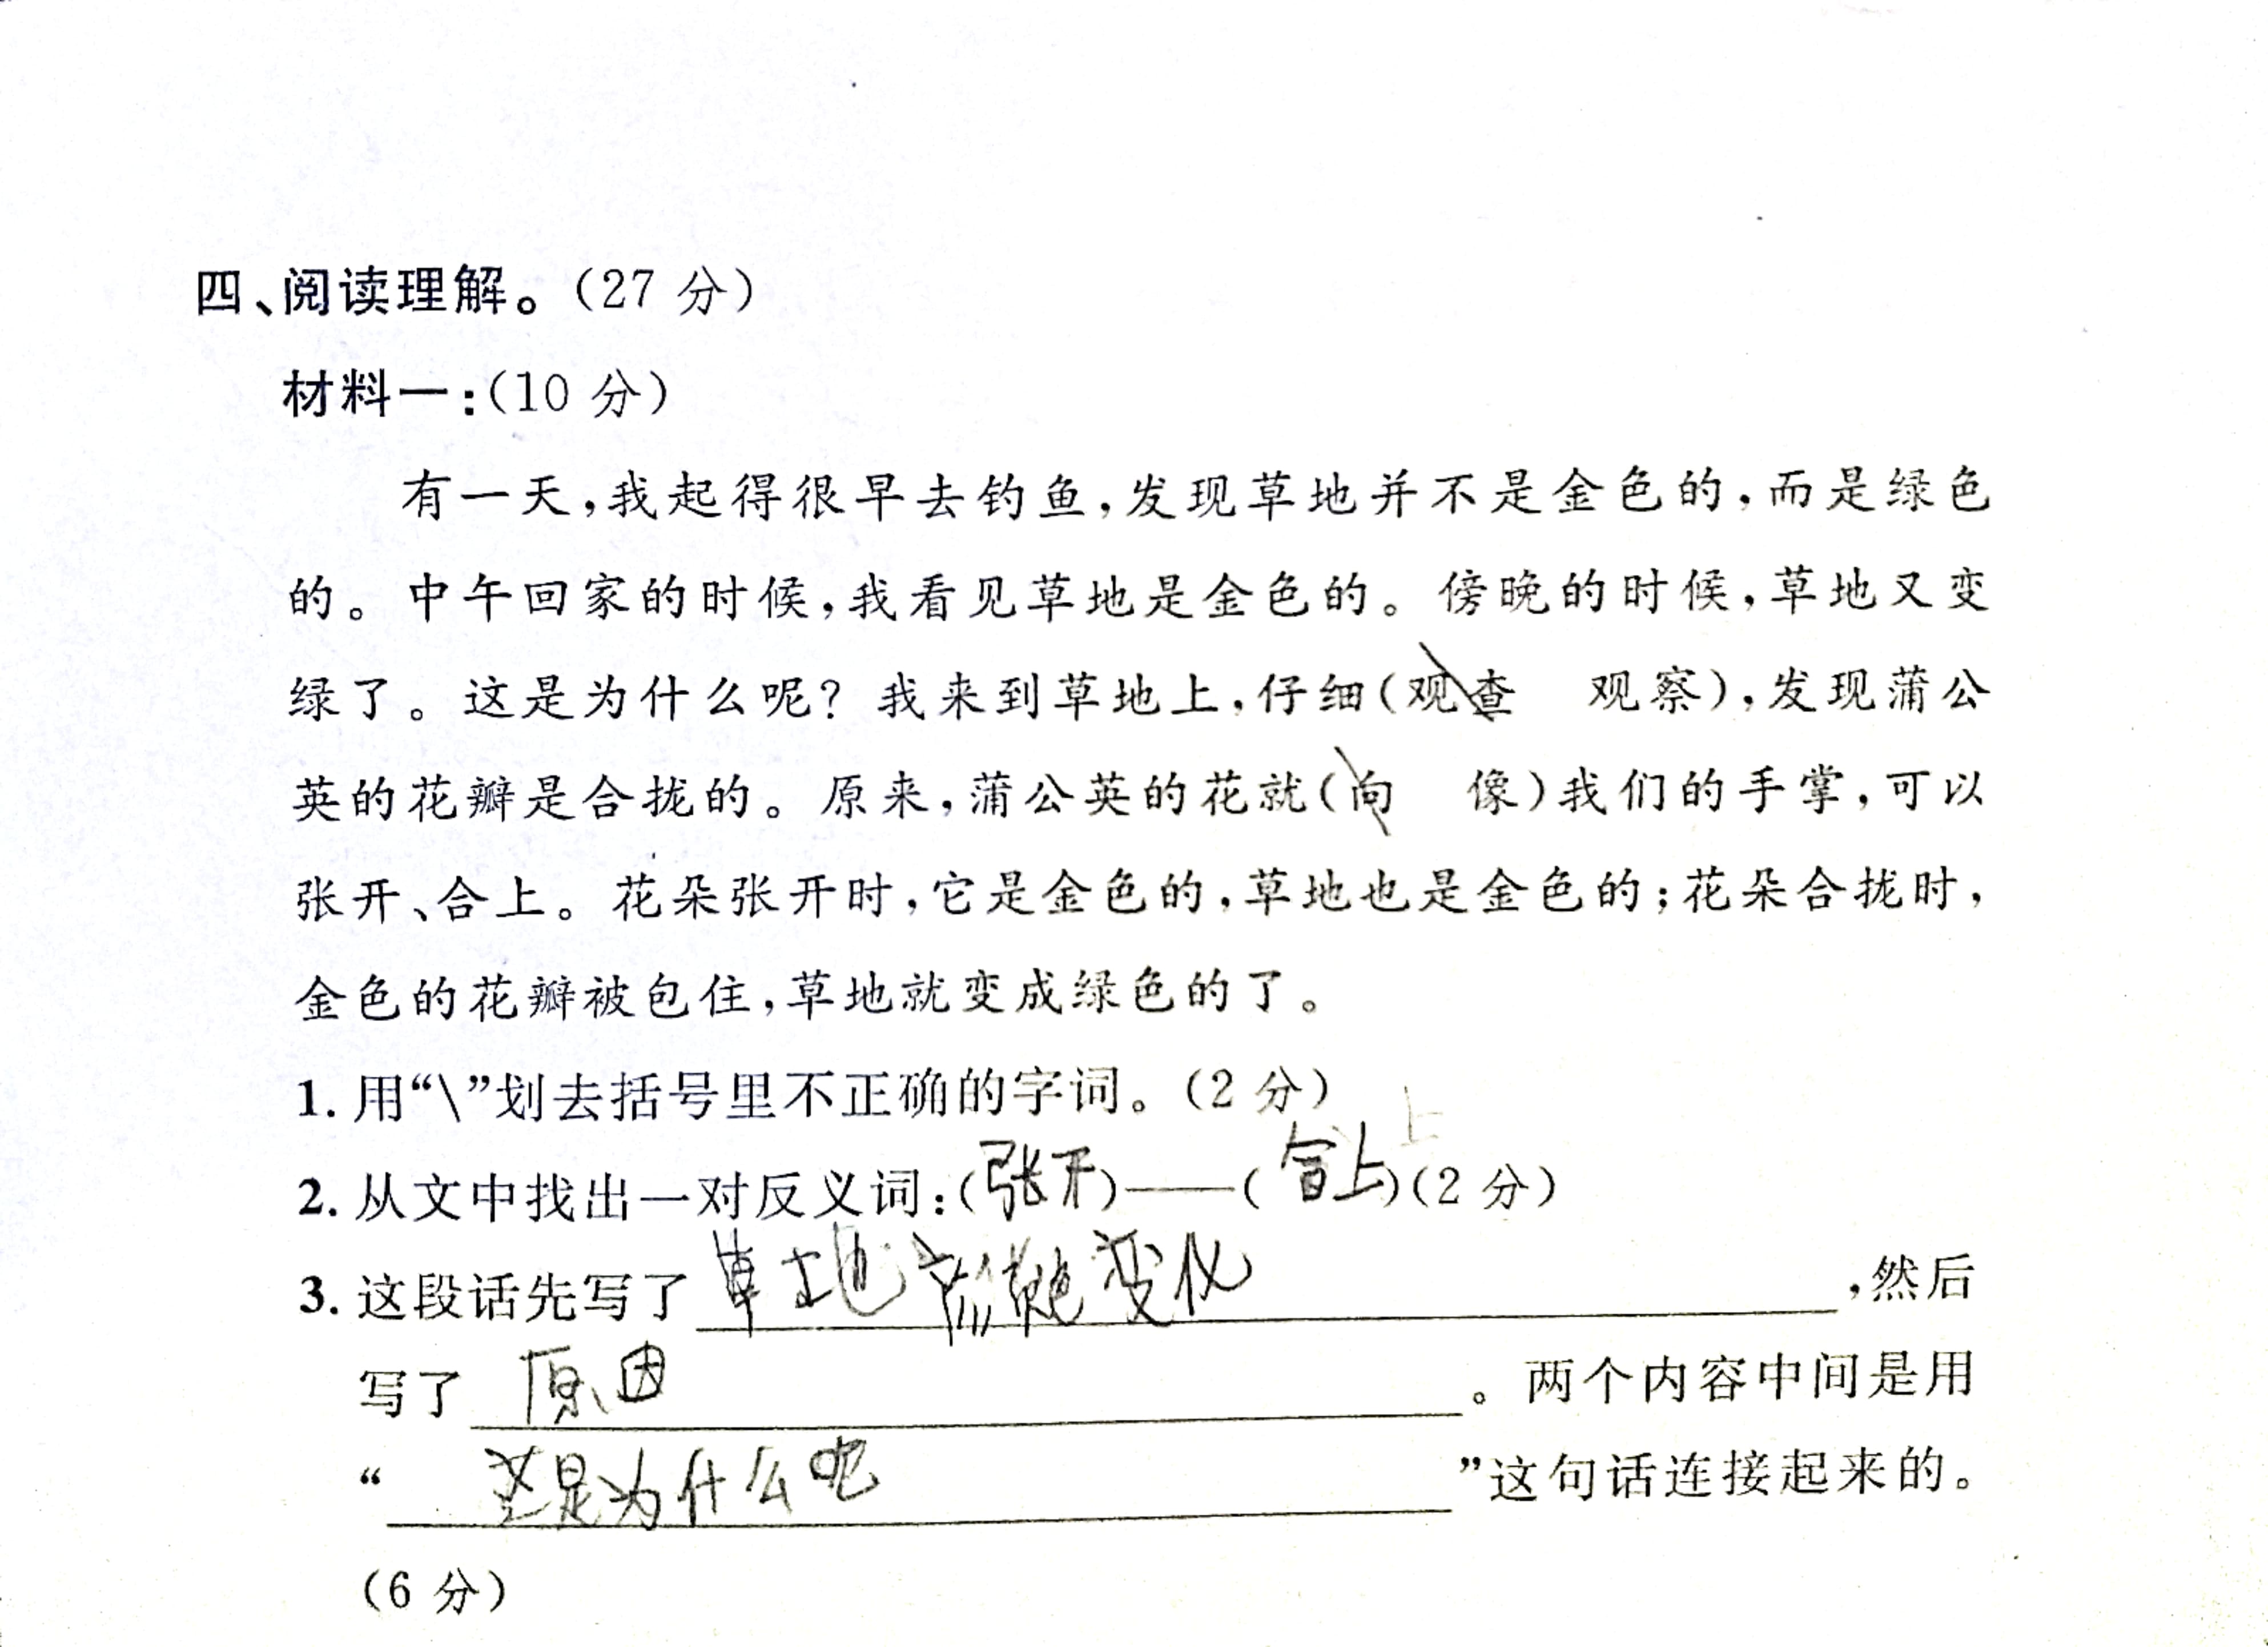 四、阅读理解。(27 分)
材料一:(10 分)
有一天,我起得很早去钓鱼,发现草地并不是金色的,而是绿色
的。中午回家的时候,我看见草地是金色的。傍晚的时候,草地又变
绿了。这是为什么呢? 我来到草地上,仔细(观查 观察),发现蒲公
英的花瓣是合拢的。原来,蒲公英的花就(向 像)我们的手掌,可以
张开、合上。花朵张开时,它是金色的,草地也是金色的;花朵合拢时,
金色的花瓣被包住,草地就变成绿色的了。
1. 用“\”划去括号里不正确的字词。(2 分)
2. 从文中找出一对反义词:(张开)——(合上)(2 分)
3. 这段话先写了 草地颜色变化 ,然后
写了 原因 。两个内容中间是用
“ 这是为什么呢 ”这句话连接起来的。
(6 分)